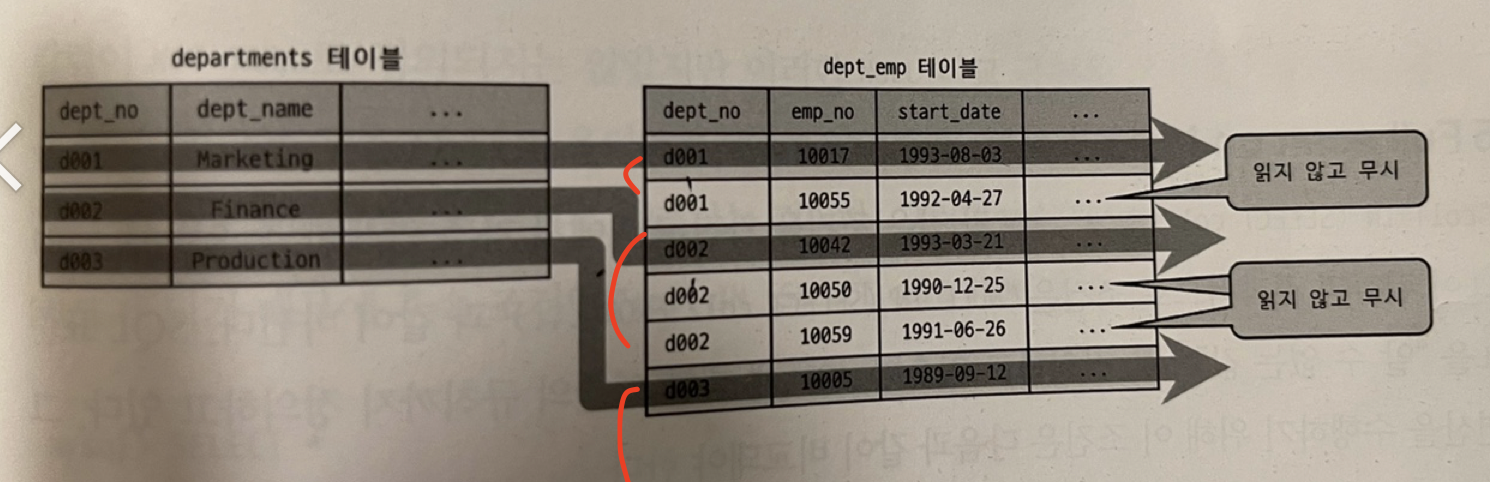 departments 테이블
dept_no dept_name ...
d001 Marketing ...
d002 Finance ...
d003 Production ...
dept_emp 테이블
dept_no emp_no start_date ...
d001 10017 1993-08-03 ...
d001 10055 1992-04-27 ...
d002 10042 1993-03-21 ...
d002 10050 1990-12-25 ...
d002 10059 1991-06-26 ...
d003 10005 1989-09-12 ...
읽지 않고 무시
읽지 않고 무시